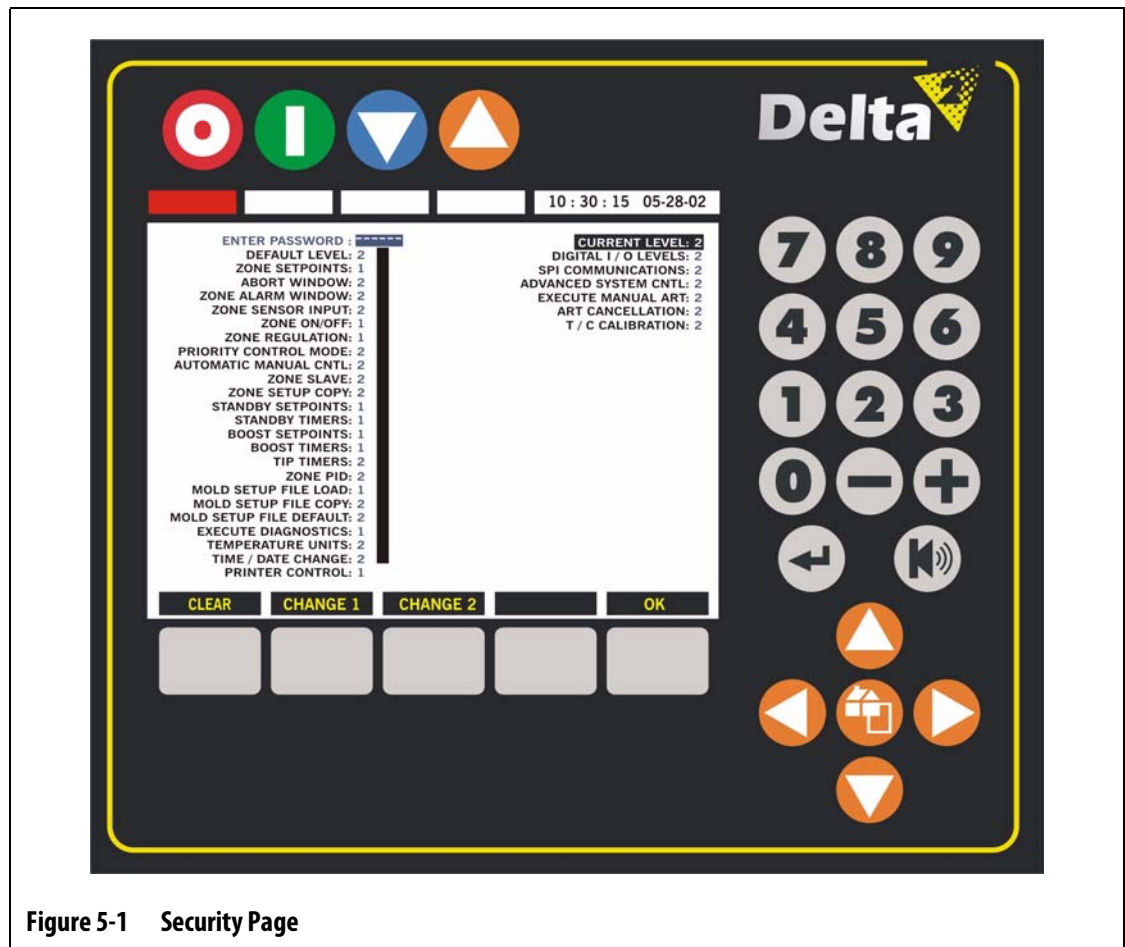 Delta2
10 : 30 : 15 05-28-02
ENTER PASSWORD : ------
DEFAULT LEVEL: 2
ZONE SETPOINTS: 1
ABORT WINDOW: 2
ZONE ALARM WINDOW: 2
ZONE SENSOR INPUT: 2
ZONE ON/OFF: 1
ZONE REGULATION: 1
PRIORITY CONTROL MODE: 2
AUTOMATIC MANUAL CNTL: 2
ZONE SLAVE: 2
ZONE SETUP COPY: 2
STANDBY SETPOINTS: 1
STANDBY TIMERS: 1
BOOST SETPOINTS: 1
BOOST TIMERS: 1
TIP TIMERS: 2
ZONE PID: 2
MOLD SETUP FILE LOAD: 1
MOLD SETUP FILE COPY: 2
MOLD SETUP FILE DEFAULT: 2
EXECUTE DIAGNOSTICS: 1
TEMPERATURE UNITS: 2
TIME / DATE CHANGE: 2
PRINTER CONTROL: 1
CURRENT LEVEL: 2
DIGITAL I / O LEVELS: 2
SPI COMMUNICATIONS: 2
ADVANCED SYSTEM CNTL: 2
EXECUTE MANUAL ART: 2
ART CANCELLATION: 2
T / C CALIBRATION: 2
CLEAR CHANGE 1 CHANGE 2 OK
7 8 9
4 5 6
1 2 3
0 - +
Figure 5-1 Security Page